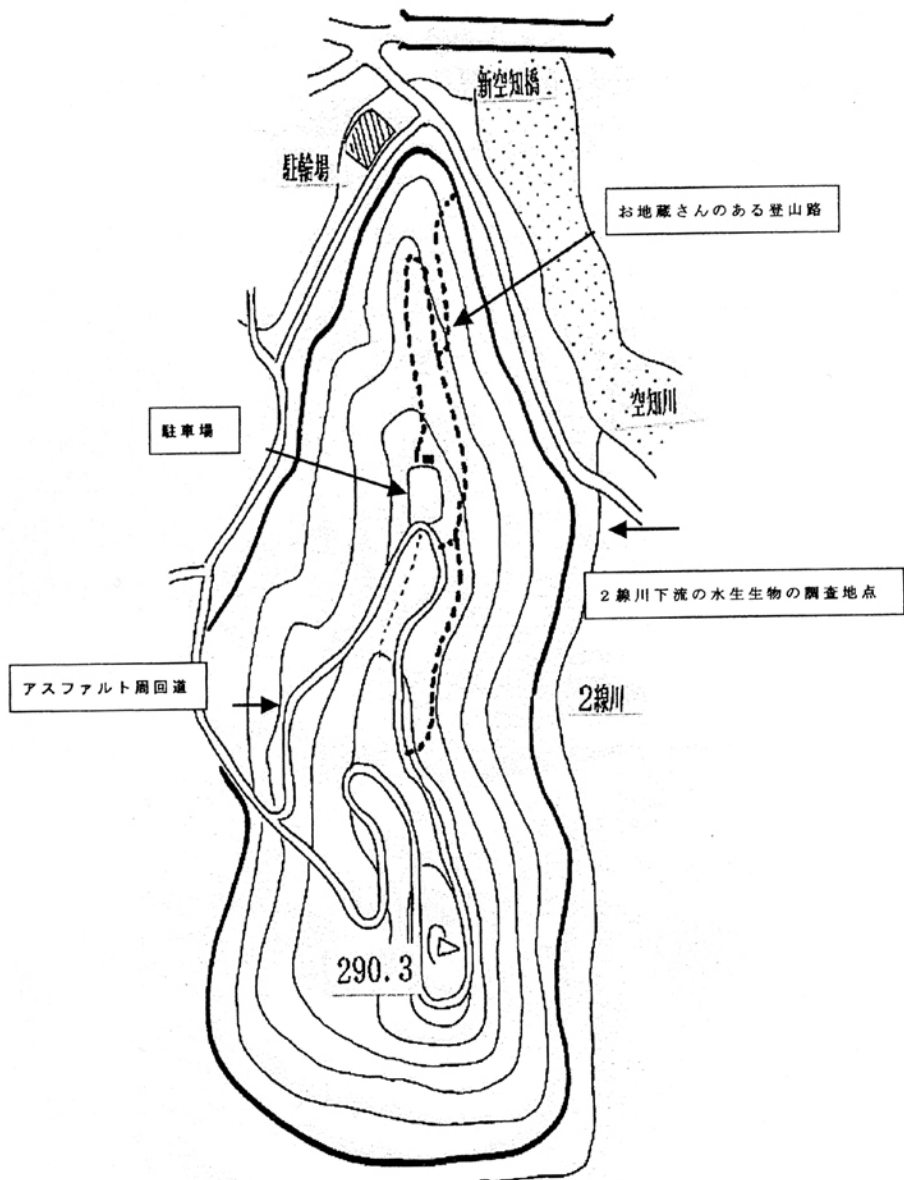 新空知橋
駐輪場
お地蔵さんのある登山路
空知川
駐車場
2線川下流の水生生物の調査地点
アスファルト周回道
2線川
290.3